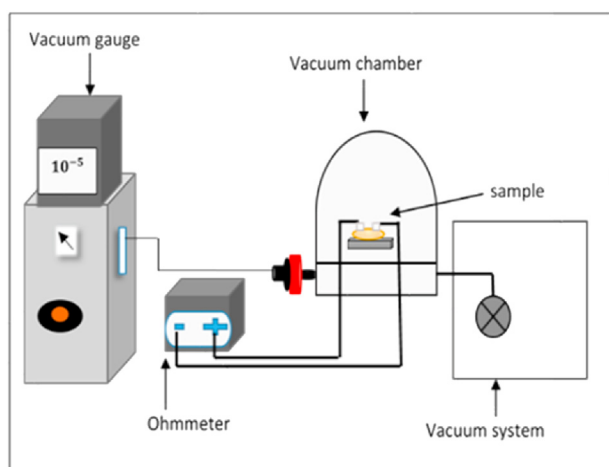 Vacuum gauge
Vacuum chamber
10⁻⁵
sample
- +
Ohmmeter
Vacuum system